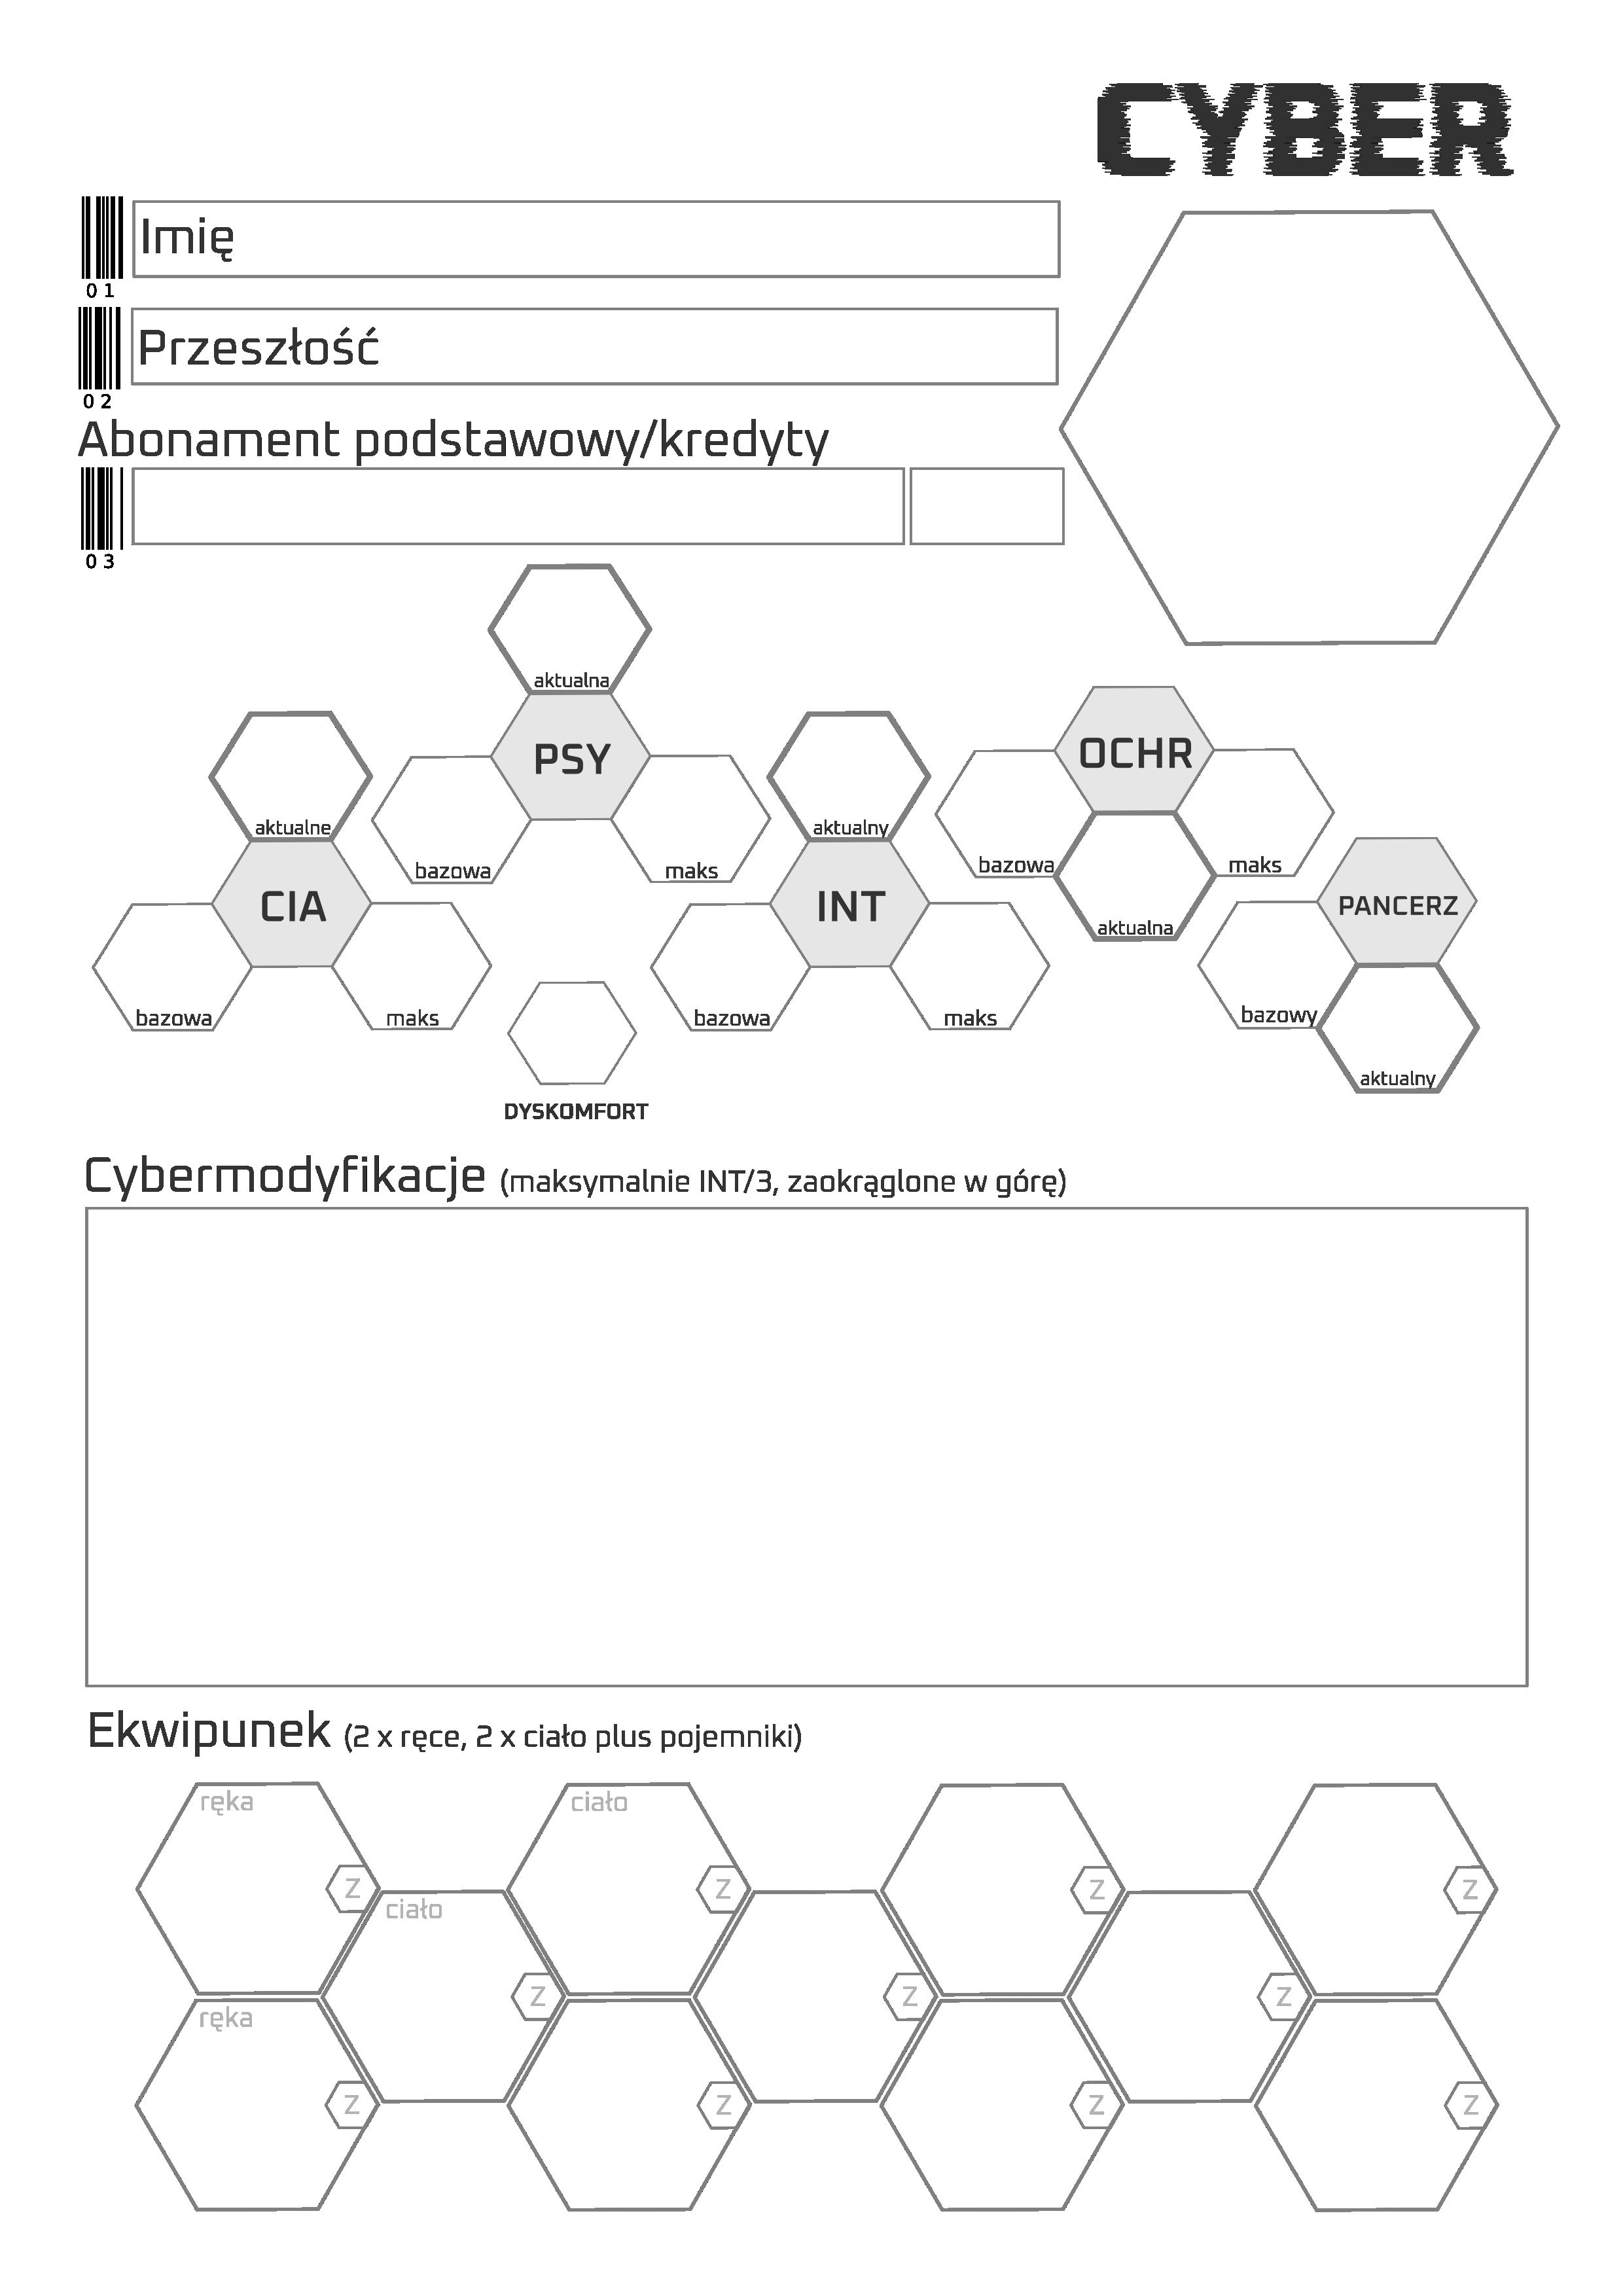 CYBER
Imię
01
Przeszłość
02
Abonament podstawowy/kredyty
03
aktualna
PSY
bazowa
maks
aktualne
CIA
bazowa
maks
aktualny
INT
bazowa
maks
OCHR
bazowa
maks
aktualna
PANCERZ
bazowy
aktualny
DYSKOMFORT
Cybermodyfikacje (maksymalnie INT/3, zaokrąglone w górę)
Ekwipunek (2 x ręce, 2 x ciało plus pojemniki)
ręka
ciało
Z
Z
Z
Z
ciało
Z
Z
Z
ręka
Z
Z
Z
Z